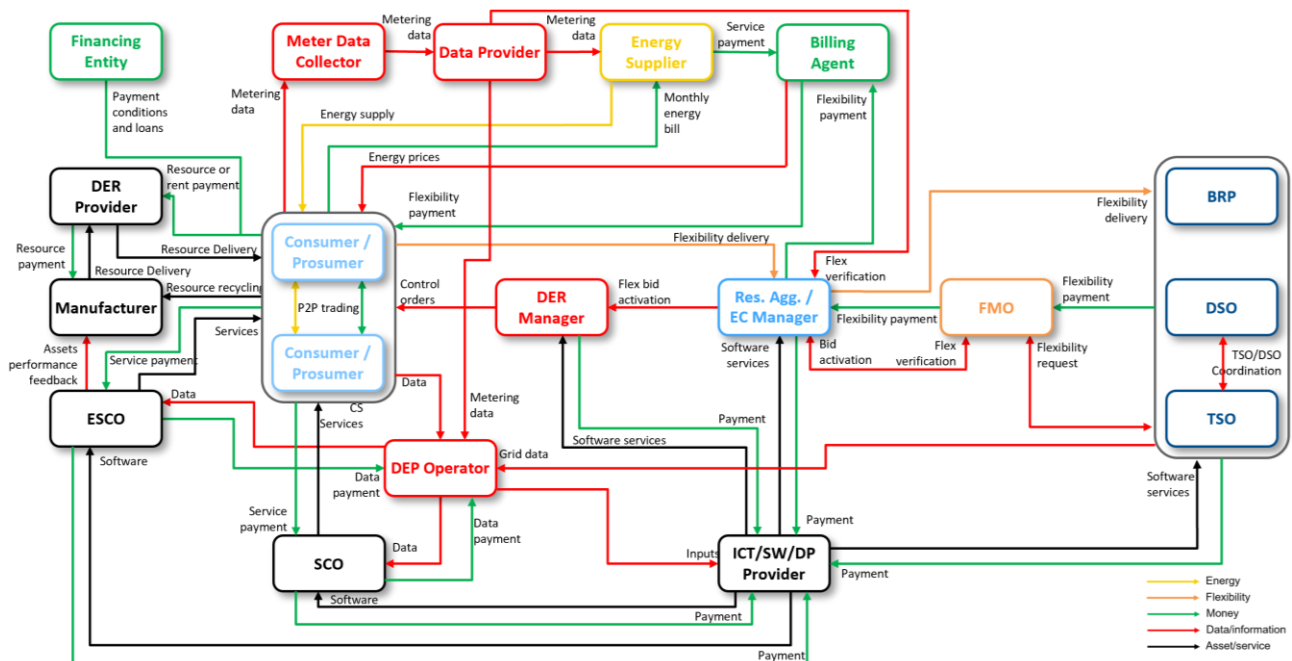 Financing
Entity
Meter Data
Collector
Metering
data
Data Provider
Metering
data
Energy
Supplier
Service
payment
Billing
Agent
Payment
conditions
and loans
Metering
data
Energy supply
Monthly
energy
bill
Flexibility
payment
Energy prices
DER
Provider
Resource or
rent payment
Flexibility
payment
BRP
Flexibility
delivery
Consumer /
Prosumer
Resource Delivery
Flexibility delivery
Resource
payment
Resource Delivery
Flex
verification
Manufacturer
Resource recycling
P2P trading
Control
orders
DER
Manager
Flex bid
activation
Res. Agg. /
EC Manager
Flexibility payment
FMO
Flexibility
payment
DSO
Services
Assets
performance
feedback
Service payment
Consumer /
Prosumer
Software
services
Bid
activation
Flex
verification
Flexibility
request
TSO/DSO
Coordination
Data
Data
ESCO
CS
Services
Metering
data
Payment
TSO
Software
DEP Operator
Grid data
Software services
Data
payment
Software
services
Service
payment
Data
payment
Payment
Data
SCO
Inputs
ICT/SW/DP
Provider
Payment
Software
Payment
Payment
Energy
Flexibility
Money
Data/information
Asset/service